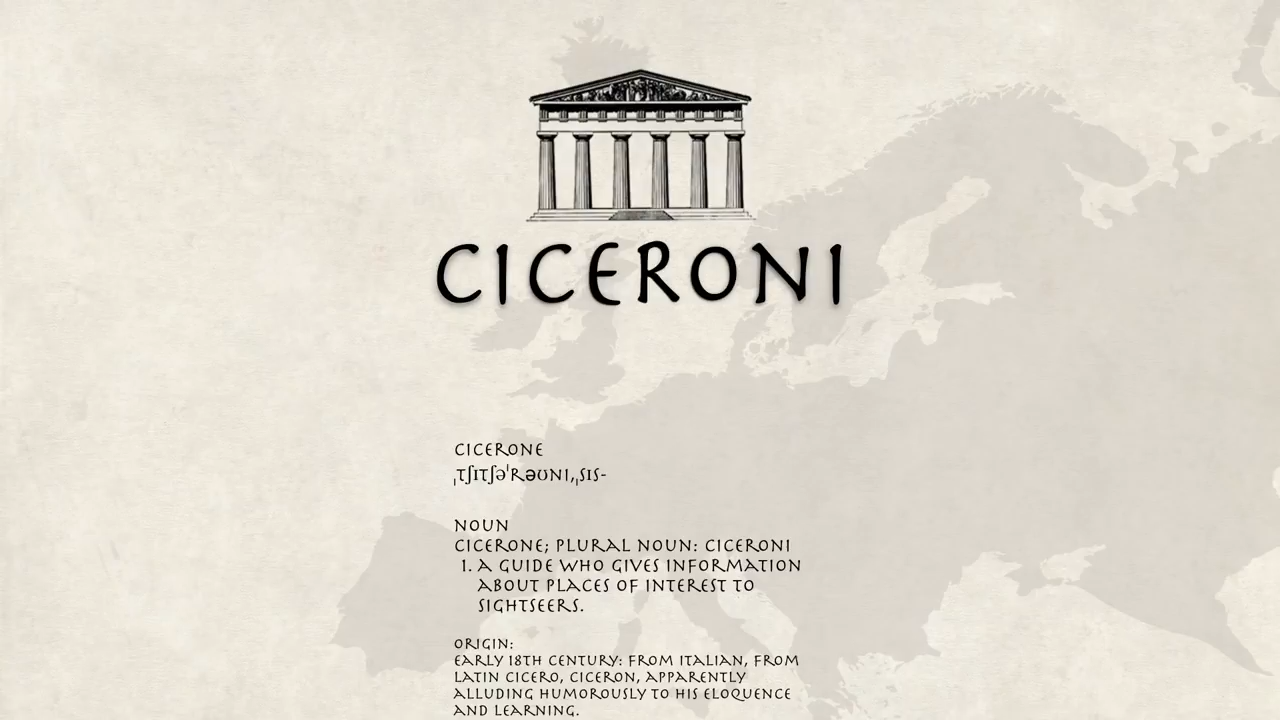 CICERONI
CICERONE
ˌtʃɪtʃəˈrəʊni,ˌsɪs-
NOUN
CICERONE; PLURAL NOUN: CICERONI
1. A GUIDE WHO GIVES INFORMATION
ABOUT PLACES OF INTEREST TO
SIGHTSEERS.
ORIGIN:
EARLY 18TH CENTURY: FROM ITALIAN, FROM
LATIN CICERO, CICERON, APPARENTLY
ALLUDING HUMOROUSLY TO HIS ELOQUENCE
AND LEARNING.